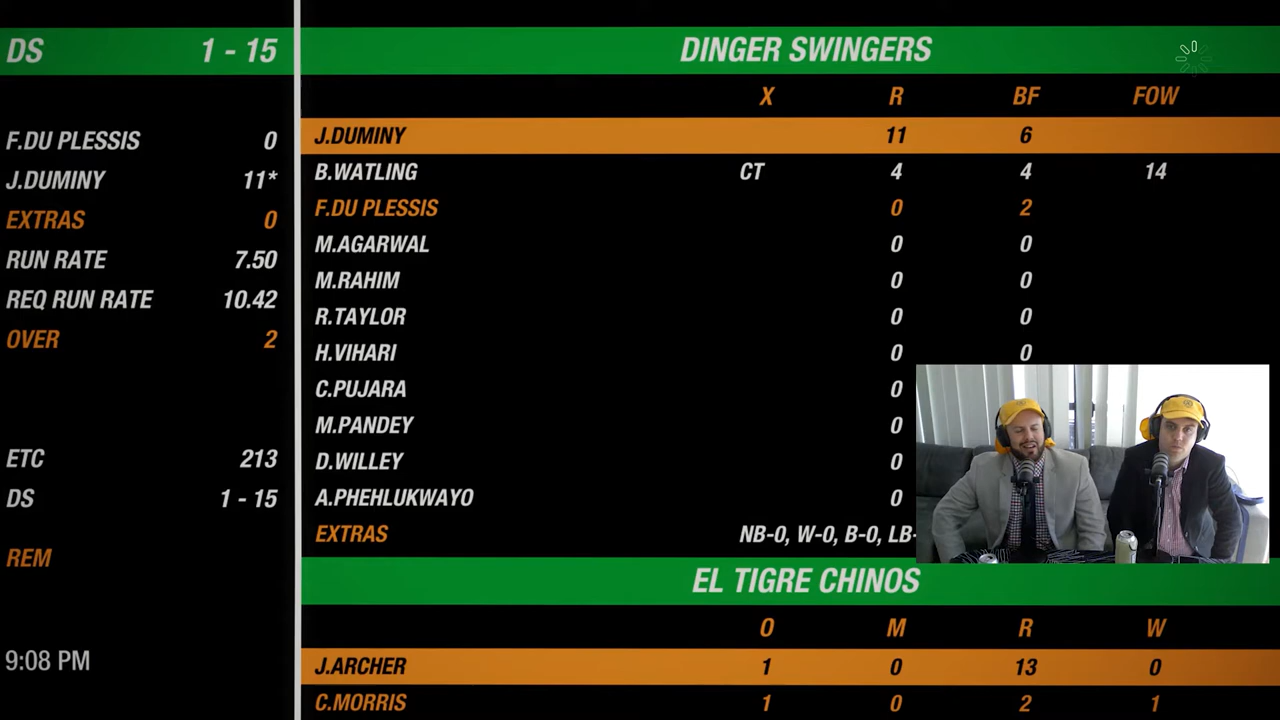 DS 1 - 15
F.DU PLESSIS 0
J.DUMINY 11*
EXTRAS 0
RUN RATE 7.50
REQ RUN RATE 10.42
OVER 2
ETC 213
DS 1 - 15
REM
9:08 PM
DINGER SWINGERS
X R BF FOW
J.DUMINY 11 6
B.WATLING CT 4 4 14
F.DU PLESSIS 0 2
M.AGARWAL 0 0
M.RAHIM 0 0
R.TAYLOR 0 0
H.VIHARI 0 0
C.PUJARA 0
M.PANDEY 0
D.WILLEY 0
A.PHEHLUKWAYO 0
EXTRAS NB-0, W-0, B-0, LB-
EL TIGRE CHINOS
O M R W
J.ARCHER 1 0 13 0
C.MORRIS 1 0 2 1